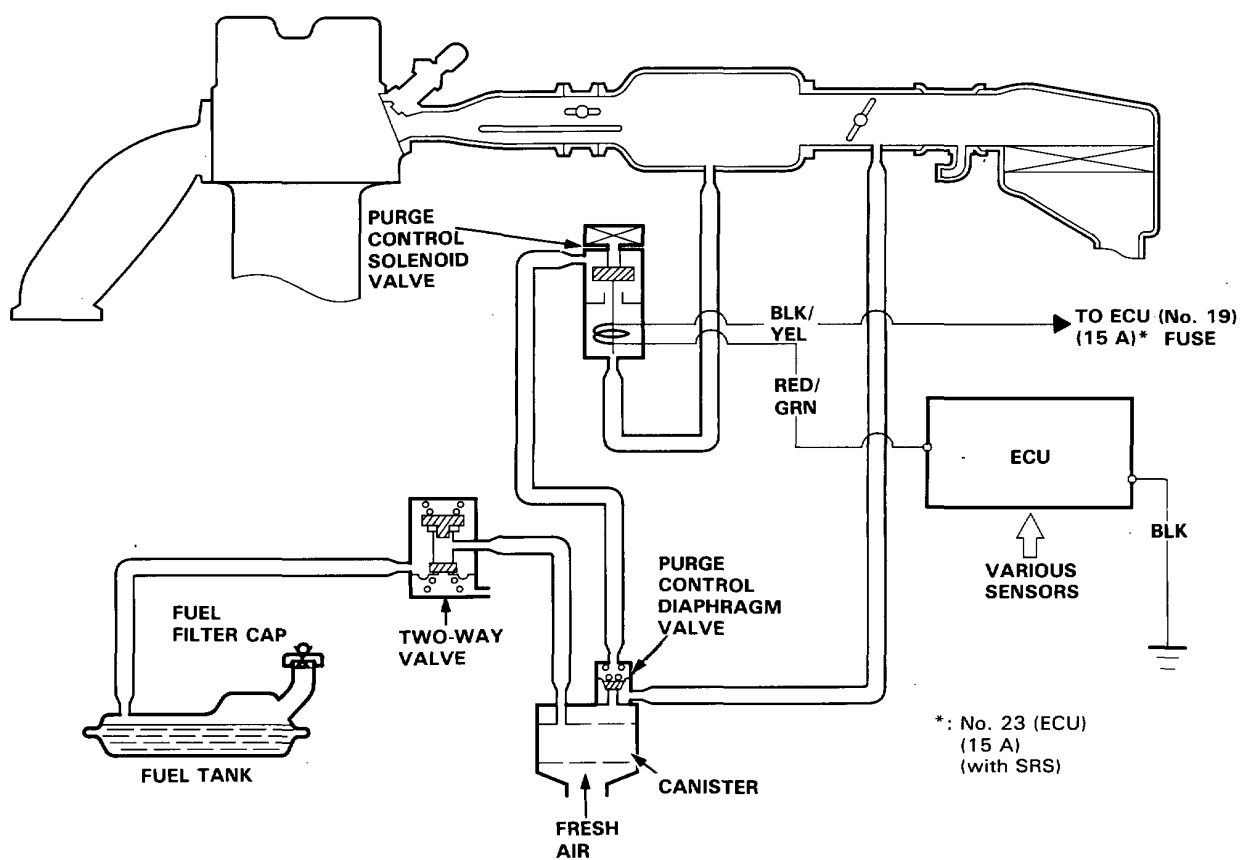 PURGE
CONTROL
SOLENOID
VALVE
BLK/
YEL
TO ECU (No. 19)
(15 A)* FUSE
RED/
GRN
ECU
BLK
VARIOUS
SENSORS
PURGE
CONTROL
DIAPHRAGM
VALVE
FUEL
FILTER CAP
TWO-WAY
VALVE
*: No. 23 (ECU)
(15 A)
(with SRS)
FUEL TANK
CANISTER
FRESH
AIR